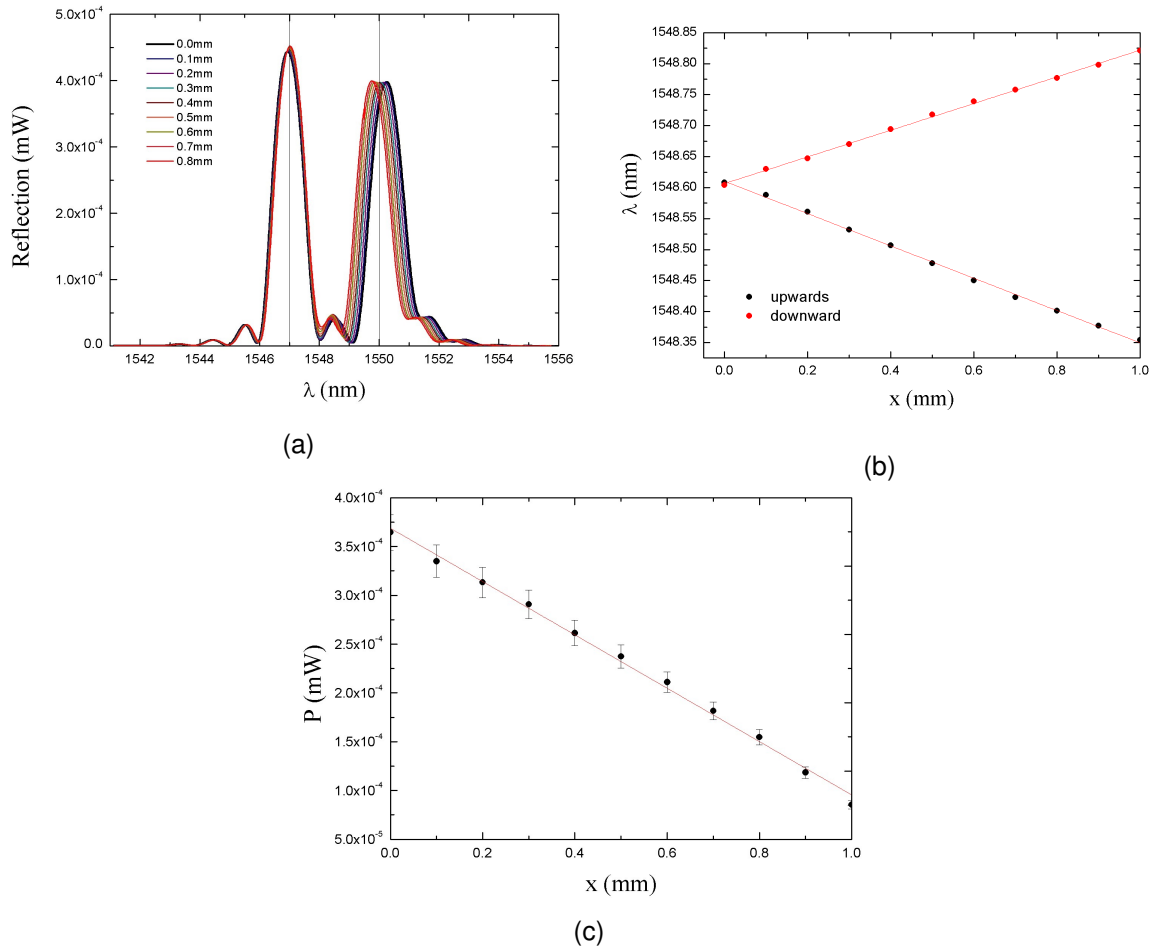 5.0x10⁻⁴
4.0x10⁻⁴
3.0x10⁻⁴
2.0x10⁻⁴
1.0x10⁻⁴
0.0
Reflection (mW)
0.0mm
0.1mm
0.2mm
0.3mm
0.4mm
0.5mm
0.6mm
0.7mm
0.8mm
1542 1544 1546 1548 1550 1552 1554 1556
λ (nm)
(a)
1548.85
1548.80
1548.75
1548.70
1548.65
1548.60
1548.55
1548.50
1548.45
1548.40
1548.35
λ (nm)
upwards
downward
0.0 0.2 0.4 0.6 0.8 1.0
x (mm)
(b)
4.0x10⁻⁴
3.5x10⁻⁴
3.0x10⁻⁴
2.5x10⁻⁴
2.0x10⁻⁴
1.5x10⁻⁴
1.0x10⁻⁴
5.0x10⁻⁵
P (mW)
0.0 0.2 0.4 0.6 0.8 1.0
x (mm)
(c)